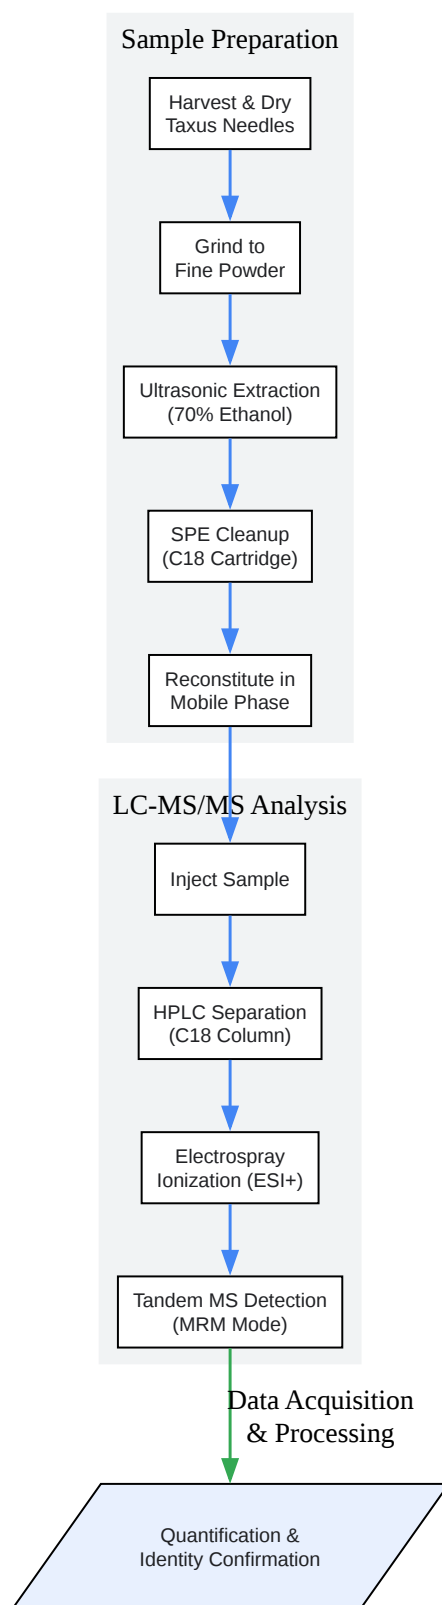 Sample Preparation
Harvest & Dry
Taxus Needles
Grind to
Fine Powder
Ultrasonic Extraction
(70% Ethanol)
SPE Cleanup
(C18 Cartridge)
Reconstitute in
Mobile Phase
LC-MS/MS Analysis
Inject Sample
HPLC Separation
(C18 Column)
Electrospray
Ionization (ESI+)
Tandem MS Detection
(MRM Mode)
Data Acquisition
& Processing
Quantification &
Identity Confirmation